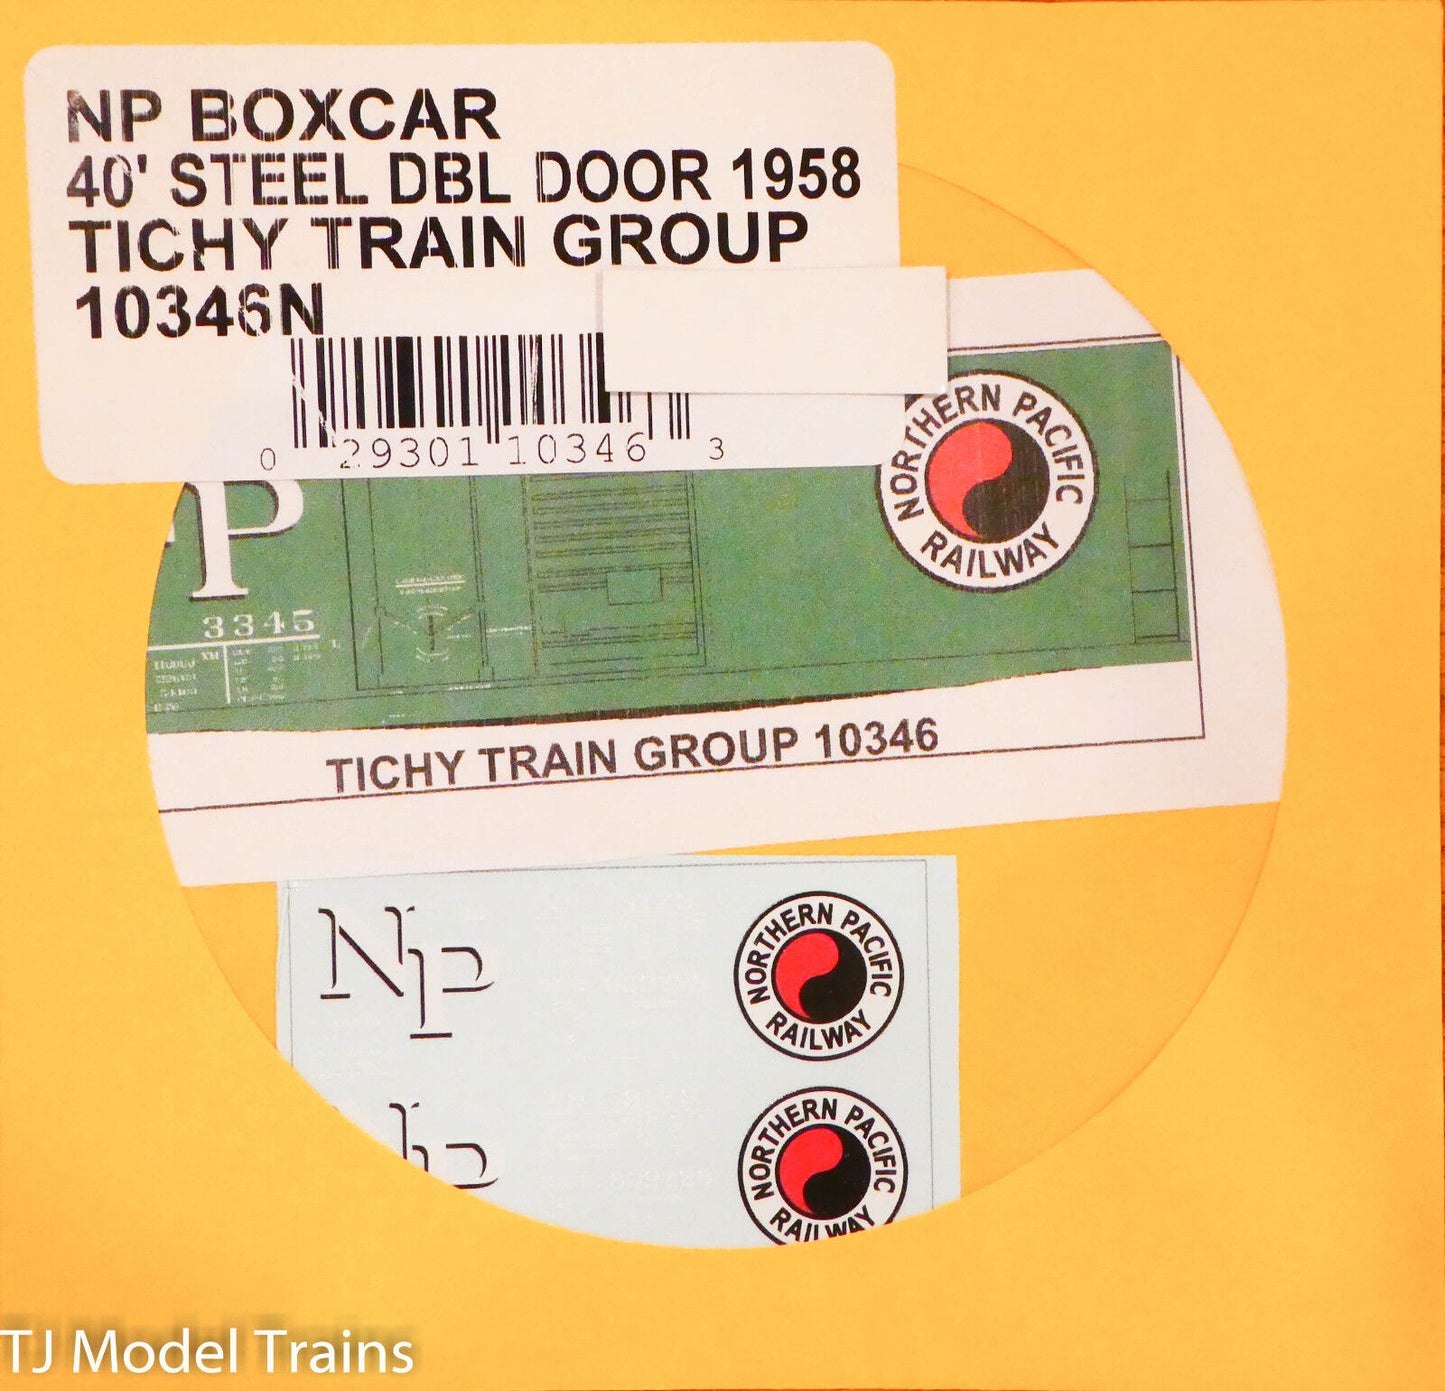 NP BOXCAR
40' STEEL DBL DOOR 1958
TICHY TRAIN GROUP
10346N
0 29301 10346 3
NORTHERN PACIFIC
RAILWAY
P
3345
XM
TICHY TRAIN GROUP 10346
NP
NORTHERN PACIFIC
RAILWAY
NORTHERN PACIFIC
RAILWAY
TJ Model Trains